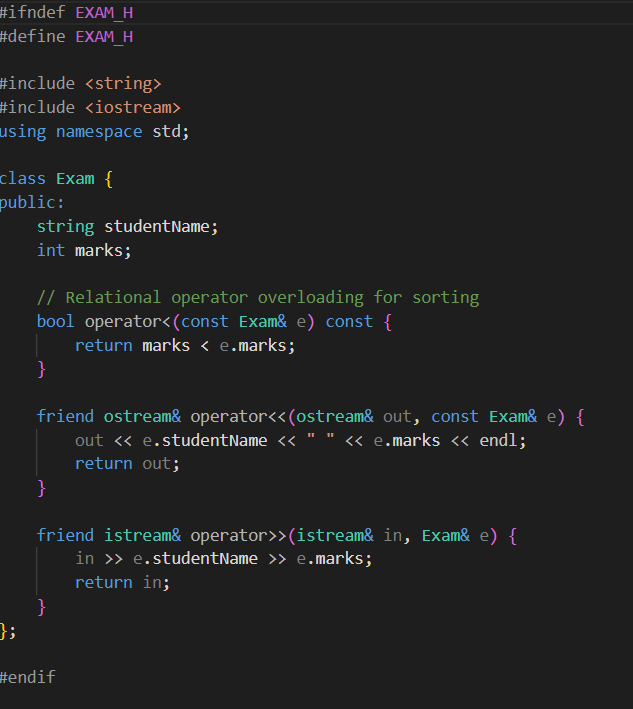 #ifndef EXAM_H
#define EXAM_H

#include <string>
#include <iostream>
using namespace std;

class Exam {
public:
    string studentName;
    int marks;

    // Relational operator overloading for sorting
    bool operator<(const Exam& e) const {
        return marks < e.marks;
    }

    friend ostream& operator<<(ostream& out, const Exam& e) {
        out << e.studentName << " " << e.marks << endl;
        return out;
    }

    friend istream& operator>>(istream& in, Exam& e) {
        in >> e.studentName >> e.marks;
        return in;
    }
};

#endif